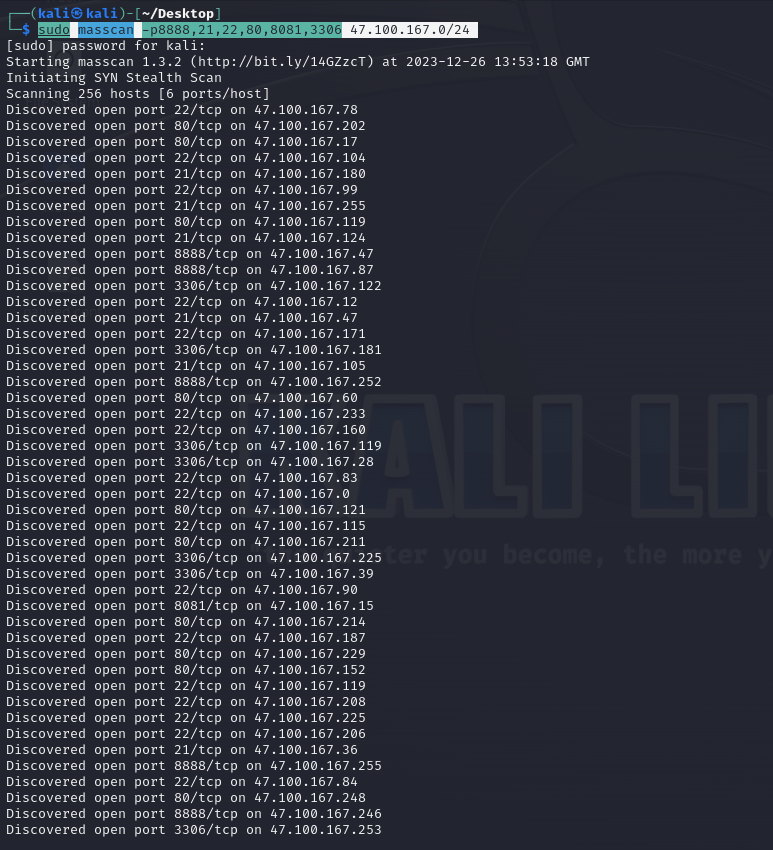 ┌──(kali㉿kali)-[~/Desktop]
└─$ sudo masscan -p8888,21,22,80,8081,3306 47.100.167.0/24
[sudo] password for kali:
Starting masscan 1.3.2 (http://bit.ly/14GZzcT) at 2023-12-26 13:53:18 GMT
Initiating SYN Stealth Scan
Scanning 256 hosts [6 ports/host]
Discovered open port 22/tcp on 47.100.167.78
Discovered open port 80/tcp on 47.100.167.202
Discovered open port 80/tcp on 47.100.167.17
Discovered open port 22/tcp on 47.100.167.104
Discovered open port 21/tcp on 47.100.167.180
Discovered open port 22/tcp on 47.100.167.99
Discovered open port 21/tcp on 47.100.167.255
Discovered open port 80/tcp on 47.100.167.119
Discovered open port 21/tcp on 47.100.167.124
Discovered open port 8888/tcp on 47.100.167.47
Discovered open port 8888/tcp on 47.100.167.87
Discovered open port 3306/tcp on 47.100.167.122
Discovered open port 22/tcp on 47.100.167.12
Discovered open port 21/tcp on 47.100.167.47
Discovered open port 22/tcp on 47.100.167.171
Discovered open port 3306/tcp on 47.100.167.181
Discovered open port 21/tcp on 47.100.167.105
Discovered open port 8888/tcp on 47.100.167.252
Discovered open port 80/tcp on 47.100.167.60
Discovered open port 22/tcp on 47.100.167.233
Discovered open port 22/tcp on 47.100.167.160
Discovered open port 3306/tcp on 47.100.167.119
Discovered open port 3306/tcp on 47.100.167.28
Discovered open port 22/tcp on 47.100.167.83
Discovered open port 22/tcp on 47.100.167.0
Discovered open port 80/tcp on 47.100.167.121
Discovered open port 22/tcp on 47.100.167.115
Discovered open port 80/tcp on 47.100.167.211
Discovered open port 3306/tcp on 47.100.167.225
Discovered open port 3306/tcp on 47.100.167.39
Discovered open port 22/tcp on 47.100.167.90
Discovered open port 8081/tcp on 47.100.167.15
Discovered open port 80/tcp on 47.100.167.214
Discovered open port 22/tcp on 47.100.167.187
Discovered open port 80/tcp on 47.100.167.229
Discovered open port 80/tcp on 47.100.167.152
Discovered open port 22/tcp on 47.100.167.119
Discovered open port 22/tcp on 47.100.167.208
Discovered open port 22/tcp on 47.100.167.225
Discovered open port 22/tcp on 47.100.167.206
Discovered open port 21/tcp on 47.100.167.36
Discovered open port 8888/tcp on 47.100.167.255
Discovered open port 22/tcp on 47.100.167.84
Discovered open port 80/tcp on 47.100.167.248
Discovered open port 8888/tcp on 47.100.167.246
Discovered open port 3306/tcp on 47.100.167.253
KALI LI
you become, the more y